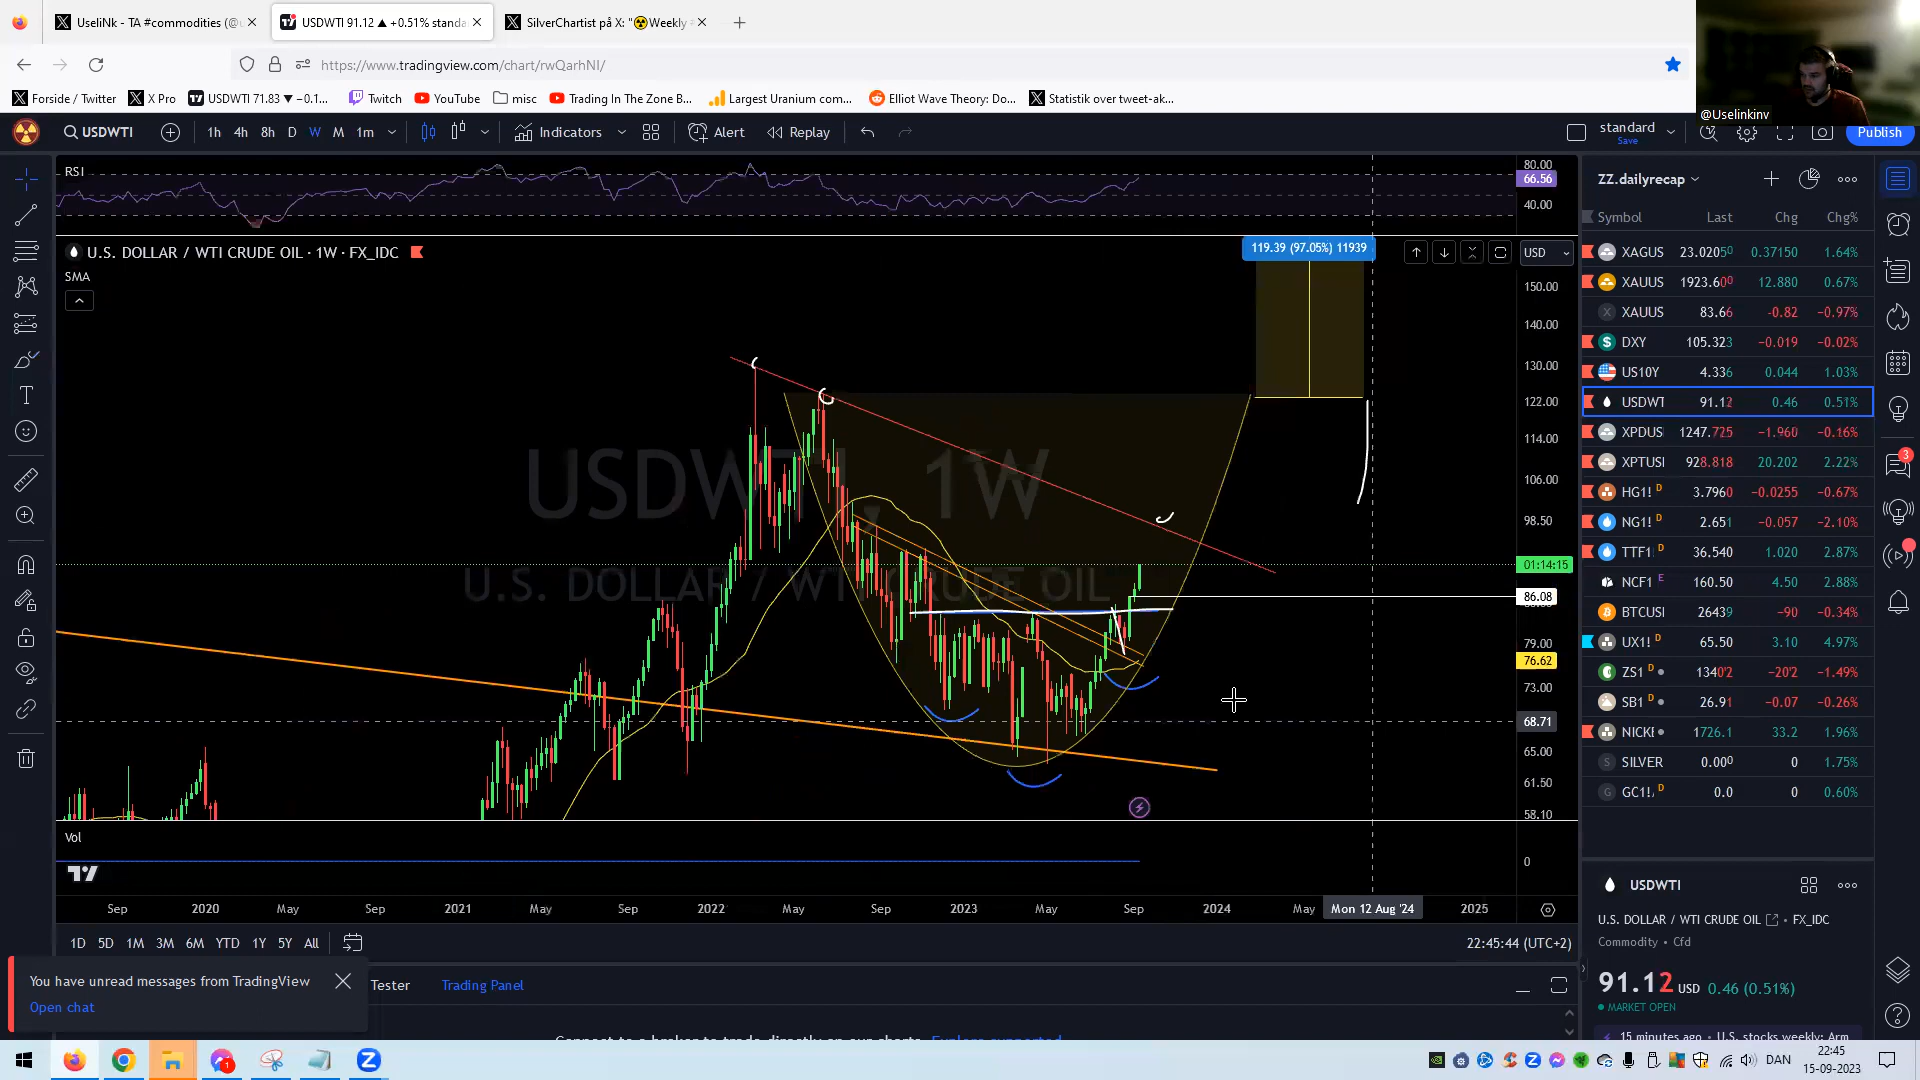 UseliNk - TA #commodities (@u
USDWTI 91.12 ▲ +0.51% standa
SilverChartist på X: "☢Weekly #
https://www.tradingview.com/chart/rwQarhNI/
Forside / Twitter
X Pro
USDWTI 71.83 ▼ −0.1...
Twitch
YouTube
misc
Trading In The Zone B...
Largest Uranium com...
Elliot Wave Theory: Do...
Statistik over tweet-ak...
@Uselinkinv
USDWTI
1h 4h 8h D W M 1m
Indicators
Alert
Replay
standard
Save
Publish
RSI
80.00
66.56
40.00
U.S. DOLLAR / WTI CRUDE OIL · 1W · FX_IDC
SMA
119.39 (97.05%) 11939
USD
150.00
140.00
130.00
122.00
114.00
106.00
98.50
01:14:15
86.08
79.00
76.62
73.00
68.71
65.00
61.50
58.10
USDWTI, 1W
U.S. DOLLAR / WTI CRUDE OIL
Vol
0
Sep 2020 May Sep 2021 May Sep 2022 May Sep 2023 May Sep 2024 May Mon 12 Aug '24 2025
1D 5D 1M 3M 6M YTD 1Y 5Y All
22:45:44 (UTC+2)
You have unread messages from TradingView
Open chat
Tester
Trading Panel
ZZ.dailyrecap
Symbol Last Chg Chg%
XAGUS 23.0205⁰ 0.37150 1.64%
XAUUS 1923.6⁰⁰ 12.880 0.67%
XAUUS 83.66 −0.82 −0.97%
DXY 105.323 −0.019 −0.02%
US10Y 4.336 0.044 1.03%
USDWT 91.12 0.46 0.51%
XPDUS 1247.725 −1.960 −0.16%
XPTUSI 928.818 20.202 2.22%
HG1! D 3.7960 −0.0255 −0.67%
NG1! D 2.651 −0.057 −2.10%
TTF1 D 36.540 1.020 2.87%
NCF1 E 160.50 4.50 2.88%
BTCUSI 26439 −90 −0.34%
UX1! D 65.50 3.10 4.97%
ZS1 D 1340'2 −20'2 −1.49%
SB1 D 26.91 −0.07 −0.26%
NICKE 1726.1 33.2 1.96%
SILVER 0.00⁰ 0 1.75%
GC1!, D 0.0 0 0.60%
3
USDWTI
U.S. DOLLAR / WTI CRUDE OIL • FX_IDC
Commodity • Cfd
91.12 USD 0.46 (0.51%)
MARKET OPEN
15 minutes ago • U.S. stocks weekly: Arm
1
DAN
22:45
15-09-2023